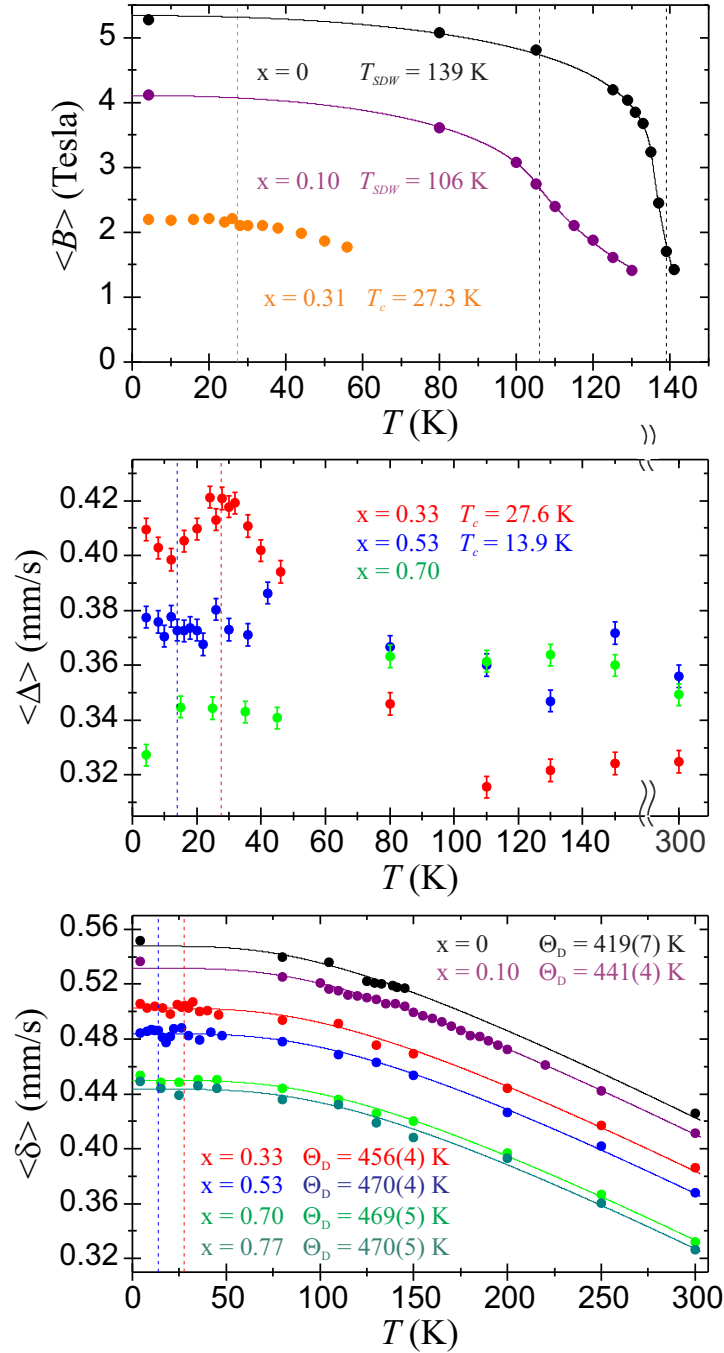 <B> (Tesla)
5
4
3
2
1
0
x = 0 T_SDW = 139 K
x = 0.10 T_SDW = 106 K
x = 0.31 T_c = 27.3 K
0 20 40 60 80 100 120 140
T (K)
<Δ> (mm/s)
0.42
0.40
0.38
0.36
0.34
0.32
x = 0.33 T_c = 27.6 K
x = 0.53 T_c = 13.9 K
x = 0.70
0 20 40 60 80 100 120 140 300
T (K)
<δ> (mm/s)
0.56
0.52
0.48
0.44
0.40
0.36
0.32
x = 0 Θ_D = 419(7) K
x = 0.10 Θ_D = 441(4) K
x = 0.33 Θ_D = 456(4) K
x = 0.53 Θ_D = 470(4) K
x = 0.70 Θ_D = 469(5) K
x = 0.77 Θ_D = 470(5) K
0 50 100 150 200 250 300
T (K)